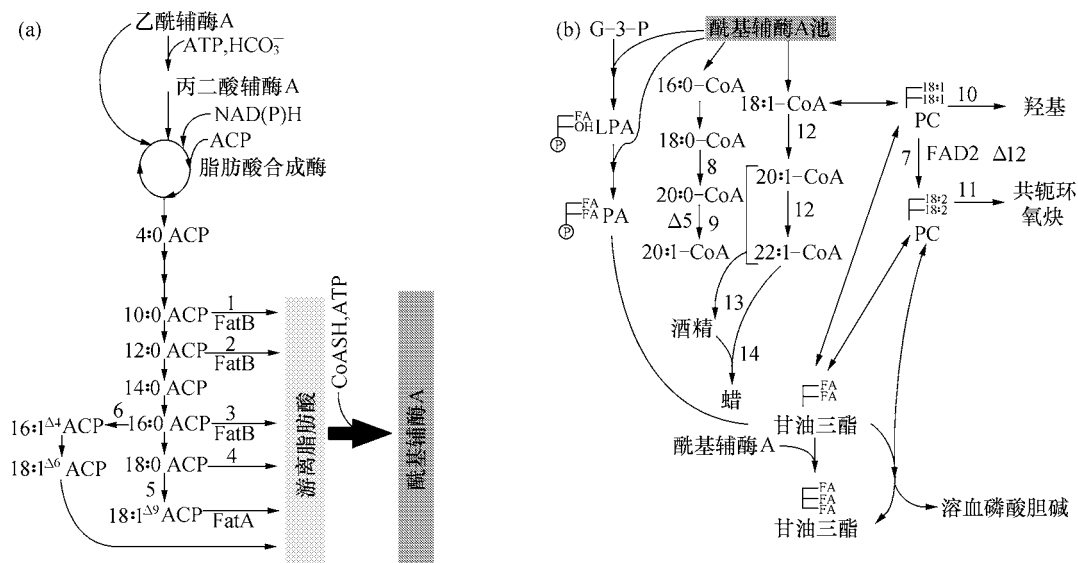 (a)
乙酰辅酶A
ATP,HCO₃⁻
丙二酸辅酶A
NAD(P)H
ACP
脂肪酸合成酶
4:0 ACP
10:0 ACP 1 FatB
12:0 ACP 2 FatB
14:0 ACP
16:1^Δ4 ACP 6 16:0 ACP 3 FatB
18:1^Δ6 ACP 18:0 ACP 4
5
18:1^Δ9 ACP FatA
游离脂肪酸
CoASH,ATP
酰基辅酶A
(b)
G-3-P
酰基辅酶A池
FA
OH LPA
P
FA
FA PA
P
16:0-CoA
18:0-CoA
8
20:0-CoA
Δ5 9
20:1-CoA
18:1-CoA
12
20:1-CoA
12
22:1-CoA
13
酒精
14
蜡
18:1
18:1
PC
10
羟基
7 FAD2 Δ12
18:2
18:2
PC
11
共轭环
氧炔
FA
FA
甘油三酯
酰基辅酶A
FA
FA
FA
甘油三酯
溶血磷酸胆碱